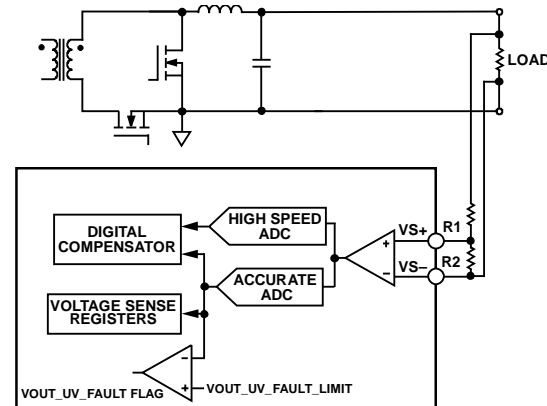 LOAD
HIGH SPEED
ADC
DIGITAL
COMPENSATOR
VS+
R1
VS–
R2
ACCURATE
ADC
VOLTAGE SENSE
REGISTERS
VOUT_UV_FAULT FLAG
VOUT_UV_FAULT_LIMIT
+
–
–
+